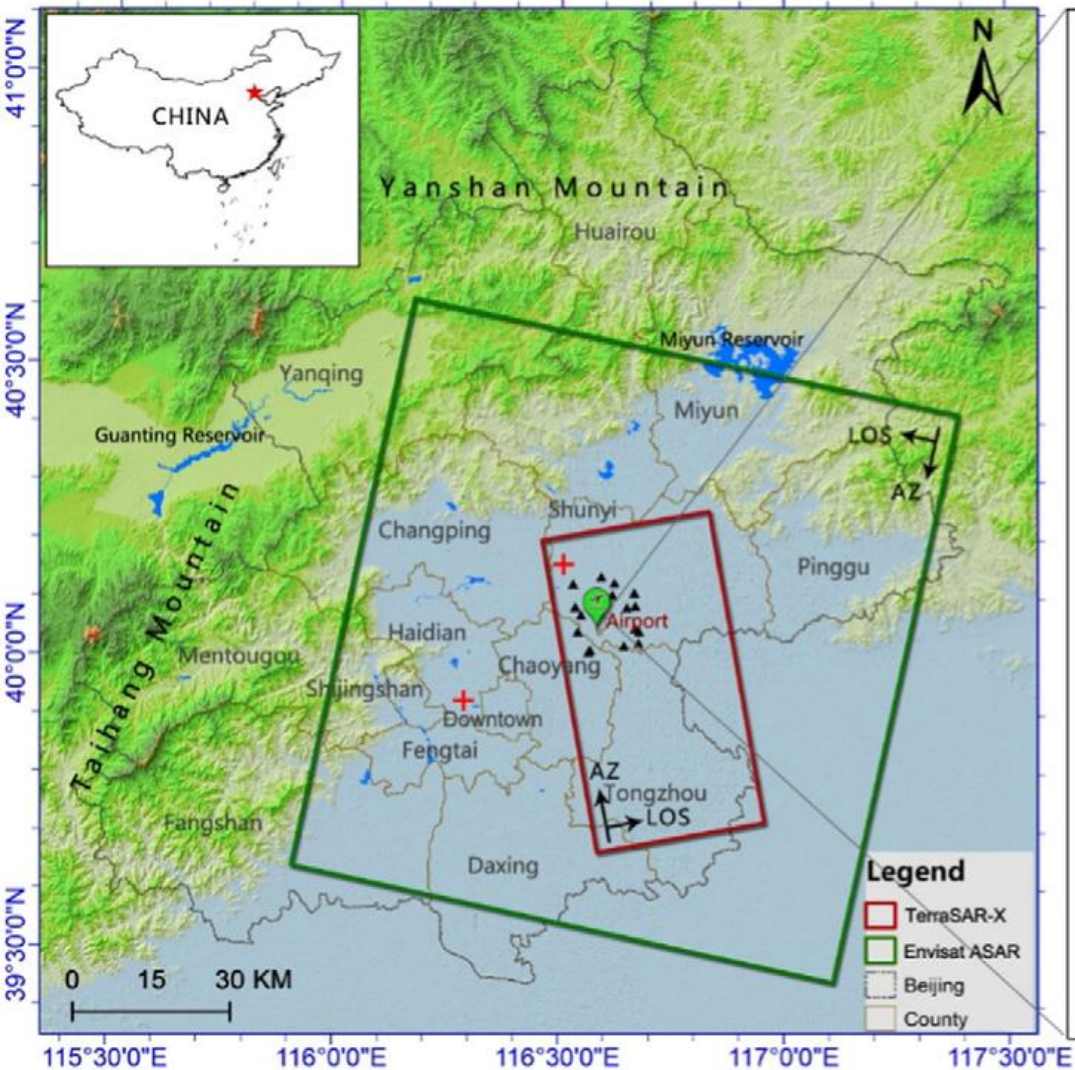 N
CHINA
Yanshan Mountain
Huairou
Miyun Reservoir
Yanqing
Miyun
Guanting Reservoir
LOS
AZ
Shunyi
Changping
Pinggu
Airport
Haidian
Taihang Mountain
Mentougou
Chaoyang
Shijingshan
Downtown
Fengtai
AZ
Tongzhou
LOS
Fangshan
Daxing
Legend
TerraSAR-X
Envisat ASAR
Beijing
County
0 15 30 KM
41°0'0"N
40°30'0"N
40°0'0"N
39°30'0"N
115°30'0"E 116°0'0"E 116°30'0"E 117°0'0"E 117°30'0"E